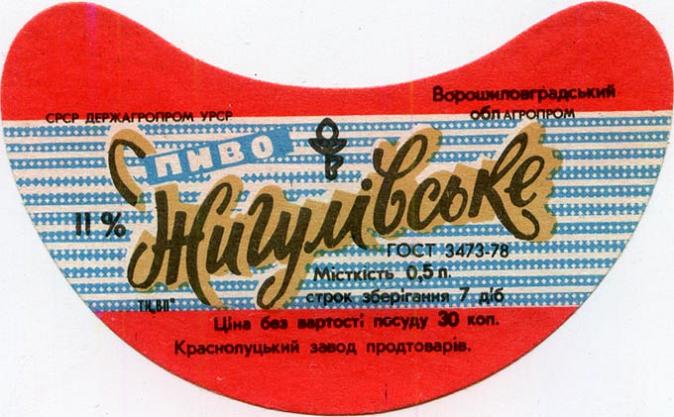 Ворошиловградський
СРСР ДЕРЖАГРОПРОМ УРСР
облАГРОПРОМ
ПИВО
Жигулівське
11 %
ГОСТ 3473-78
Місткість 0,5 л.
строк зберігання 7 діб
Ціна без вартості посуду 30 коп.
Краснолуцький завод продтоварів.